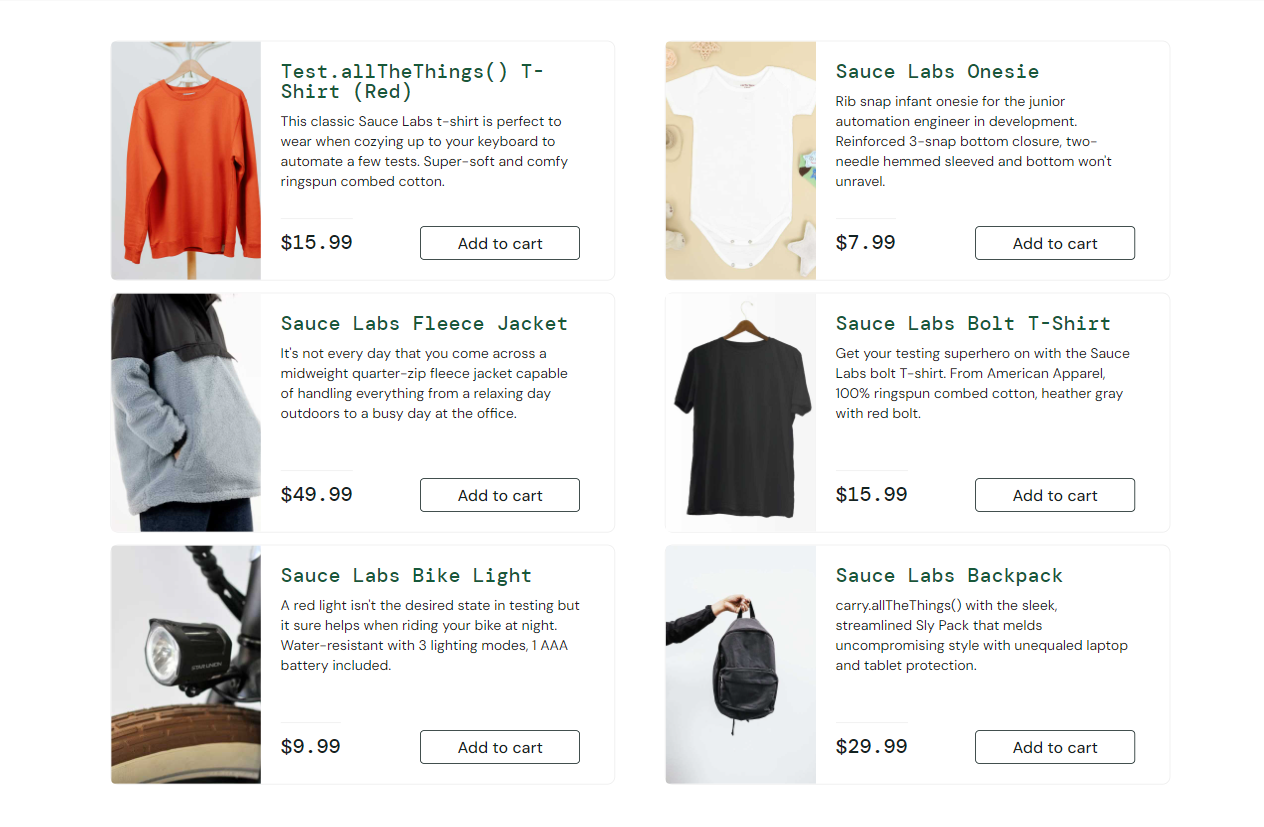 Test.allTheThings() T-
Shirt (Red)
This classic Sauce Labs t-shirt is perfect to
wear when cozying up to your keyboard to
automate a few tests. Super-soft and comfy
ringspun combed cotton.
$15.99
Add to cart
Sauce Labs Onesie
Rib snap infant onesie for the junior
automation engineer in development.
Reinforced 3-snap bottom closure, two-
needle hemmed sleeved and bottom won't
unravel.
$7.99
Add to cart
Sauce Labs Fleece Jacket
It's not every day that you come across a
midweight quarter-zip fleece jacket capable
of handling everything from a relaxing day
outdoors to a busy day at the office.
$49.99
Add to cart
Sauce Labs Bolt T-Shirt
Get your testing superhero on with the Sauce
Labs bolt T-shirt. From American Apparel,
100% ringspun combed cotton, heather gray
with red bolt.
$15.99
Add to cart
Sauce Labs Bike Light
A red light isn't the desired state in testing but
it sure helps when riding your bike at night.
Water-resistant with 3 lighting modes, 1 AAA
battery included.
$9.99
Add to cart
Sauce Labs Backpack
carry.allTheThings() with the sleek,
streamlined Sly Pack that melds
uncompromising style with unequaled laptop
and tablet protection.
$29.99
Add to cart